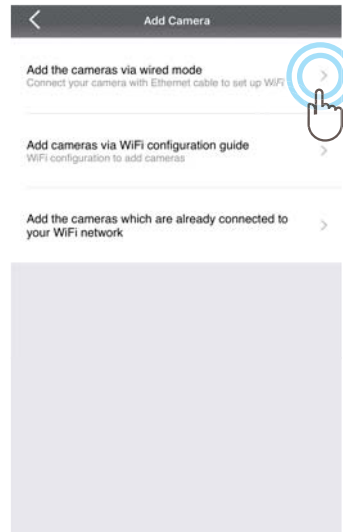 Add Camera
Add the cameras via wired mode
Connect your camera with Ethernet cable to set up WiFi
Add cameras via WiFi configuration guide
WiFi configuration to add cameras
Add the cameras which are already connected to
your WiFi network